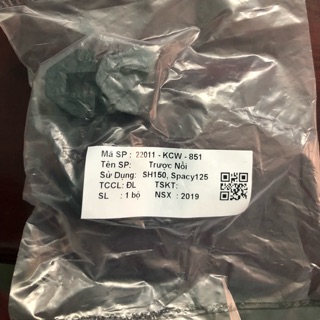 Mã SP : 22011 - KCW - 851
Tên SP: Trượt Nồi
Sử Dụng: SH150, Spacy125
TCCL: ĐL TSKT:
SL : 1 bộ NSX : 2019